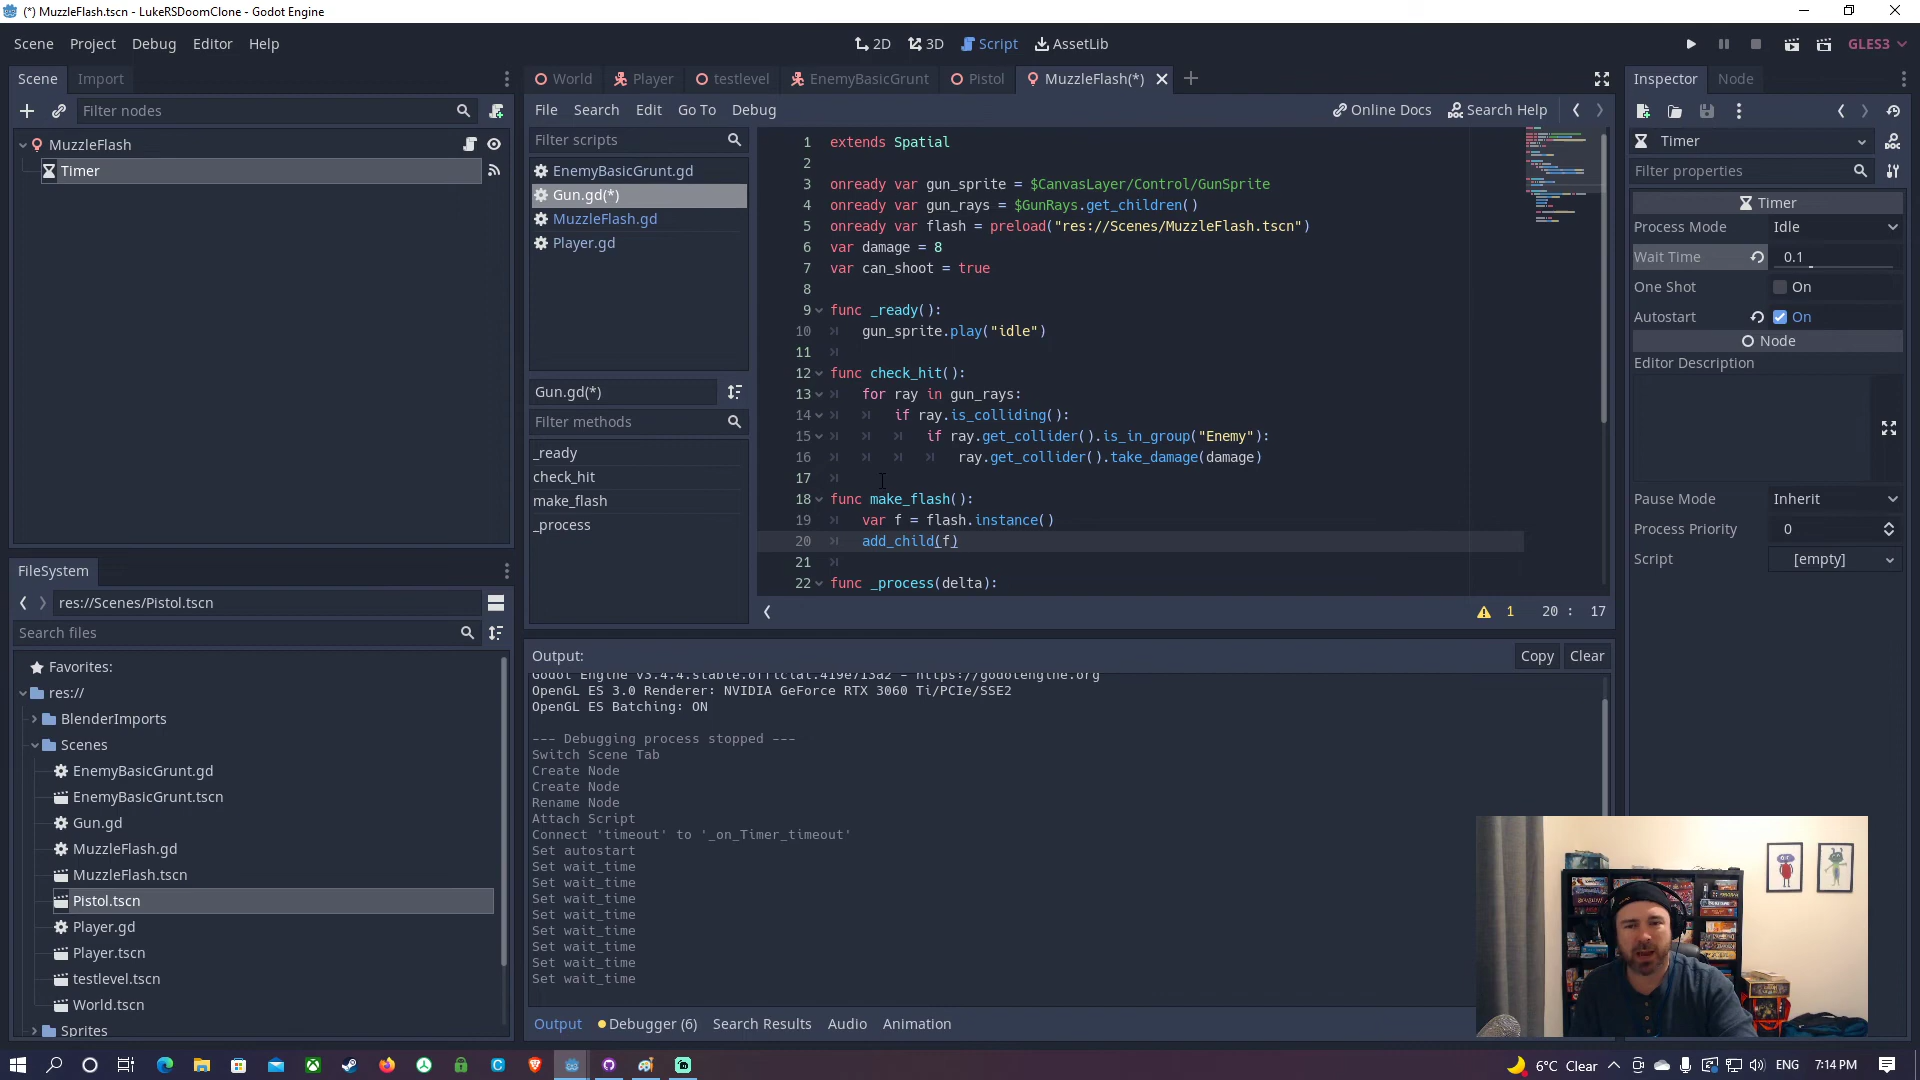 (*) MuzzleFlash.tscn - LukeRSDoomClone - Godot Engine
Scene Project Debug Editor Help
2D 3D Script AssetLib
GLES3
Scene Import
Filter nodes
MuzzleFlash
Timer
World Player testlevel EnemyBasicGrunt Pistol MuzzleFlash(*)
File Search Edit Go To Debug
Online Docs Search Help
Filter scripts
EnemyBasicGrunt.gd
Gun.gd(*)
MuzzleFlash.gd
Player.gd
Gun.gd(*)
Filter methods
_ready
check_hit
make_flash
_process
1 extends Spatial
2
3 onready var gun_sprite = $CanvasLayer/Control/GunSprite
4 onready var gun_rays = $GunRays.get_children()
5 onready var flash = preload("res://Scenes/MuzzleFlash.tscn")
6 var damage = 8
7 var can_shoot = true
8
9 func _ready():
10 gun_sprite.play("idle")
11
12 func check_hit():
13 for ray in gun_rays:
14 if ray.is_colliding():
15 if ray.get_collider().is_in_group("Enemy"):
16 ray.get_collider().take_damage(damage)
17
18 func make_flash():
19 var f = flash.instance()
20 add_child(f)
21
22 func _process(delta):
1 20 : 17
Inspector Node
Timer
Filter properties
Timer
Process Mode Idle
Wait Time 0.1
One Shot On
Autostart On
Node
Editor Description
Pause Mode Inherit
Process Priority 0
Script [empty]
FileSystem
res://Scenes/Pistol.tscn
Search files
Favorites:
res://
BlenderImports
Scenes
EnemyBasicGrunt.gd
EnemyBasicGrunt.tscn
Gun.gd
MuzzleFlash.gd
MuzzleFlash.tscn
Pistol.tscn
Player.gd
Player.tscn
testlevel.tscn
World.tscn
Sprites
Output:
Copy Clear
Godot Engine v3.4.4.stable.official.419e713a2 - https://godotengine.org
OpenGL ES 3.0 Renderer: NVIDIA GeForce RTX 3060 Ti/PCIe/SSE2
OpenGL ES Batching: ON
--- Debugging process stopped ---
Switch Scene Tab
Create Node
Create Node
Rename Node
Attach Script
Connect 'timeout' to '_on_Timer_timeout'
Set autostart
Set wait_time
Set wait_time
Set wait_time
Set wait_time
Set wait_time
Set wait_time
Set wait_time
Set wait_time
Output Debugger (6) Search Results Audio Animation
6°C Clear ENG 7:14 PM